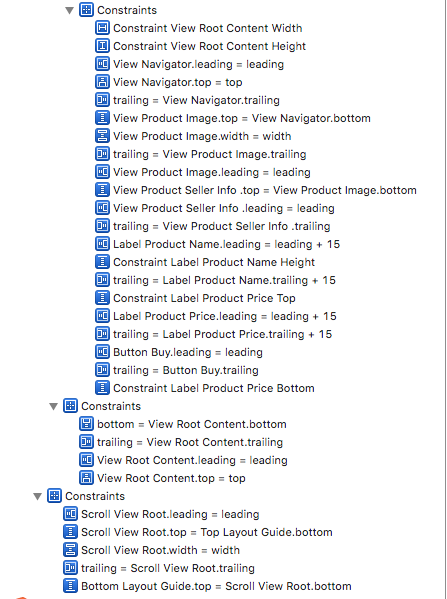 Constraints
Constraint View Root Content Width
Constraint View Root Content Height
View Navigator.leading = leading
View Navigator.top = top
trailing = View Navigator.trailing
View Product Image.top = View Navigator.bottom
View Product Image.width = width
trailing = View Product Image.trailing
View Product Image.leading = leading
View Product Seller Info .top = View Product Image.bottom
View Product Seller Info .leading = leading
trailing = View Product Seller Info .trailing
Label Product Name.leading = leading + 15
Constraint Label Product Name Height
trailing = Label Product Name.trailing + 15
Constraint Label Product Price Top
Label Product Price.leading = leading + 15
trailing = Label Product Price.trailing + 15
Button Buy.leading = leading
trailing = Button Buy.trailing
Constraint Label Product Price Bottom
Constraints
bottom = View Root Content.bottom
trailing = View Root Content.trailing
View Root Content.leading = leading
View Root Content.top = top
Constraints
Scroll View Root.leading = leading
Scroll View Root.top = Top Layout Guide.bottom
Scroll View Root.width = width
trailing = Scroll View Root.trailing
Bottom Layout Guide.top = Scroll View Root.bottom